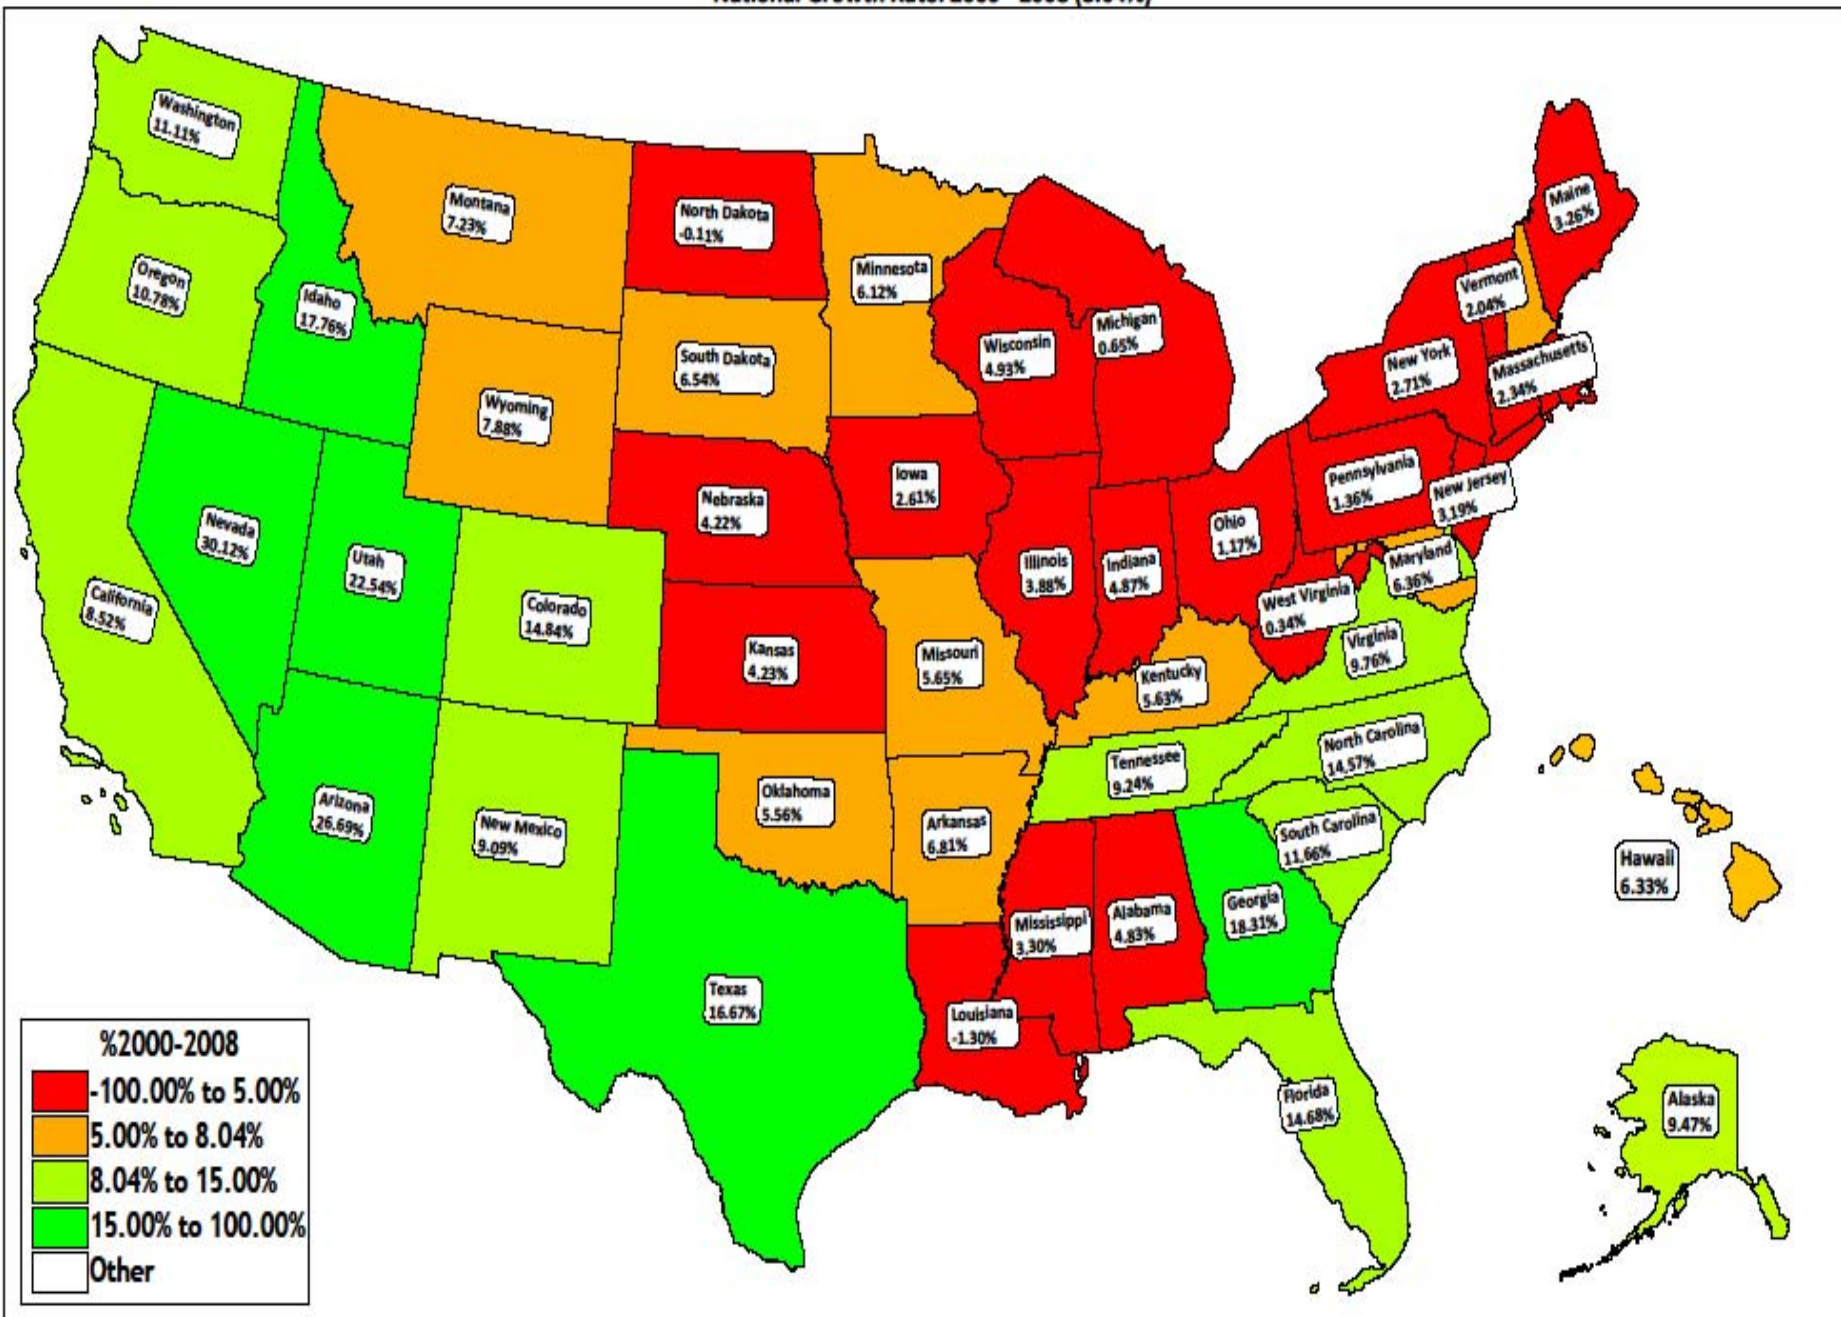 Washington
11.11%
Montana
7.23%
North Dakota
-0.11%
Minnesota
6.12%
Maine
3.26%
Vermont
2.04%
Oregon
10.78%
Idaho
17.76%
South Dakota
6.54%
Wisconsin
4.93%
Michigan
0.65%
New York
2.71%
Massachusetts
2.34%
Wyoming
7.88%
Nebraska
4.22%
Iowa
2.61%
Pennsylvania
1.36%
New Jersey
3.19%
Nevada
30.12%
Utah
22.54%
Illinois
3.88%
Indiana
4.87%
Ohio
1.17%
Maryland
6.36%
California
8.52%
Colorado
14.84%
Kansas
4.23%
Missouri
5.65%
Kentucky
5.63%
West Virginia
0.34%
Virginia
9.76%
Arizona
26.69%
New Mexico
9.09%
Oklahoma
5.56%
Arkansas
6.81%
Tennessee
9.24%
North Carolina
14.57%
South Carolina
11.66%
Hawaii
6.33%
Mississippi
3.30%
Alabama
4.83%
Georgia
18.31%
Texas
16.67%
Louisiana
-1.30%
Florida
14.68%
Alaska
9.47%
%2000-2008
-100.00% to 5.00%
5.00% to 8.04%
8.04% to 15.00%
15.00% to 100.00%
Other